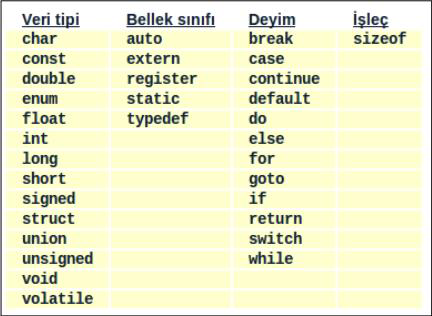 Veri tipi Bellek sınıfı Deyim İşleç
char auto break sizeof
const extern case
double register continue
enum static default
float typedef do
int else
long for
short goto
signed if
struct return
union switch
unsigned while
void
volatile